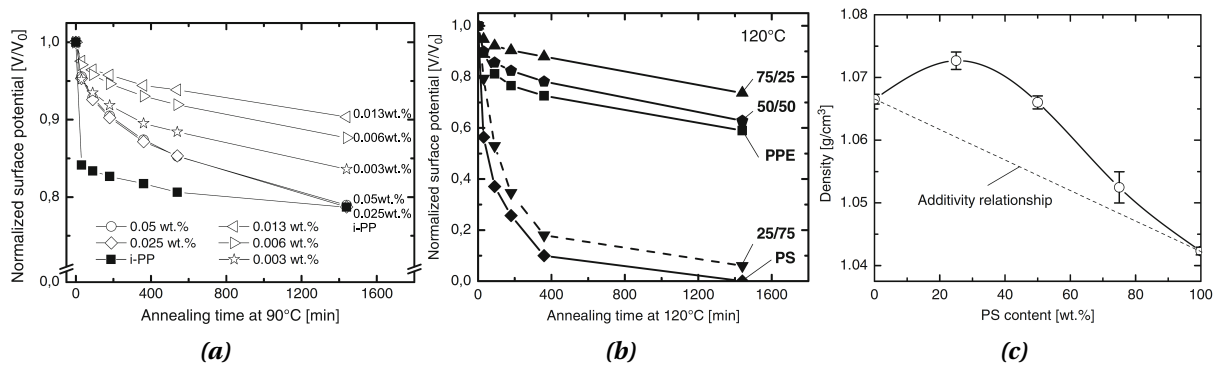 Normalized surface potential [V/V0]
1,0
0,9
0,8
0,0
0.013wt.%
0.006wt.%
0.003wt.%
0.05wt.%
0.025wt.%
i-PP
0.05 wt.%
0.013 wt.%
0.025 wt.%
0.006 wt.%
i-PP
0.003 wt.%
0 400 800 1200 1600
Annealing time at 90°C [min]
(a)
Normalized surface potential [V/V0]
1,0
0,8
0,6
0,4
0,2
0,0
120°C
75/25
50/50
PPE
25/75
PS
0 400 800 1200 1600
Annealing time at 120°C [min]
(b)
Density [g/cm³]
1.08
1.07
1.06
1.05
1.04
Additivity relationship
0 20 40 60 80 100
PS content [wt.%]
(c)